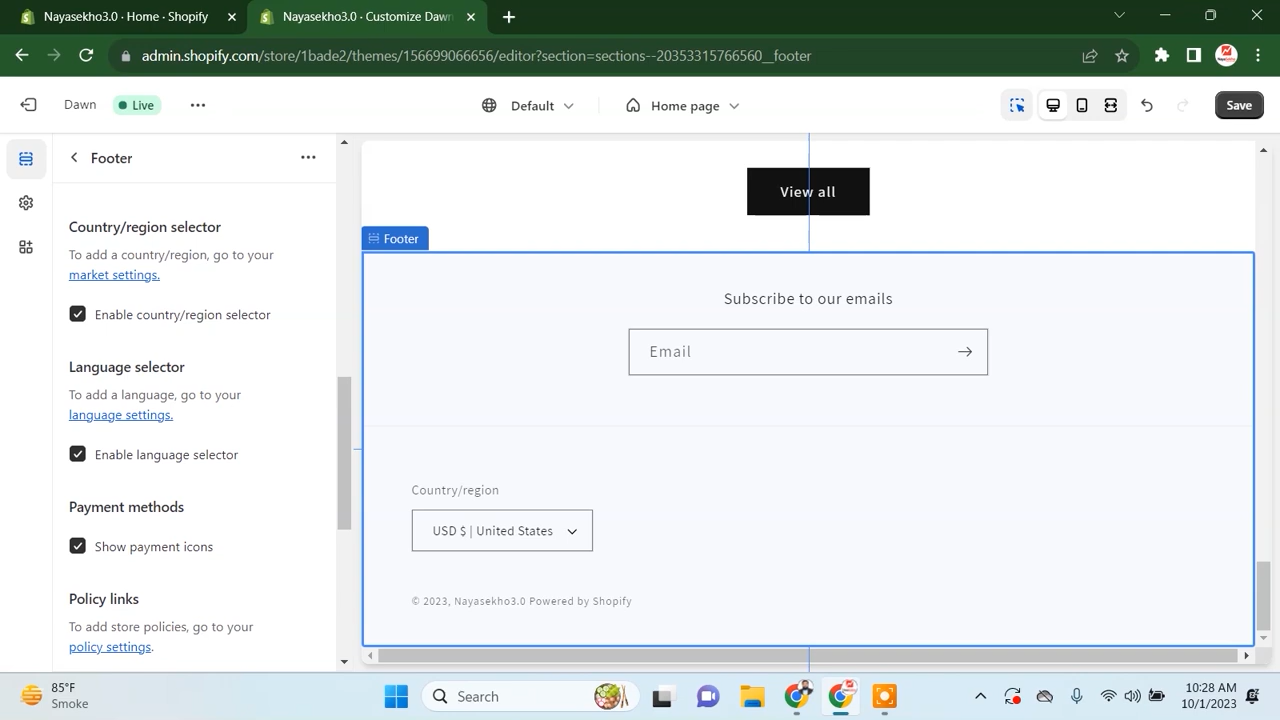 Nayasekho3.0 · Home · Shopify
Nayasekho3.0 · Customize Dawn
admin.shopify.com/store/1bade2/themes/156699066656/editor?section=sections--20353315766560__footer
Dawn
Live
Default
Home page
Save
Footer
Country/region selector
To add a country/region, go to your
market settings.
Enable country/region selector
Language selector
To add a language, go to your
language settings.
Enable language selector
Payment methods
Show payment icons
Policy links
To add store policies, go to your
policy settings.
View all
Footer
Subscribe to our emails
Email
Country/region
USD $ | United States
© 2023, Nayasekho3.0 Powered by Shopify
85°F
Smoke
Search
10:28 AM
10/1/2023